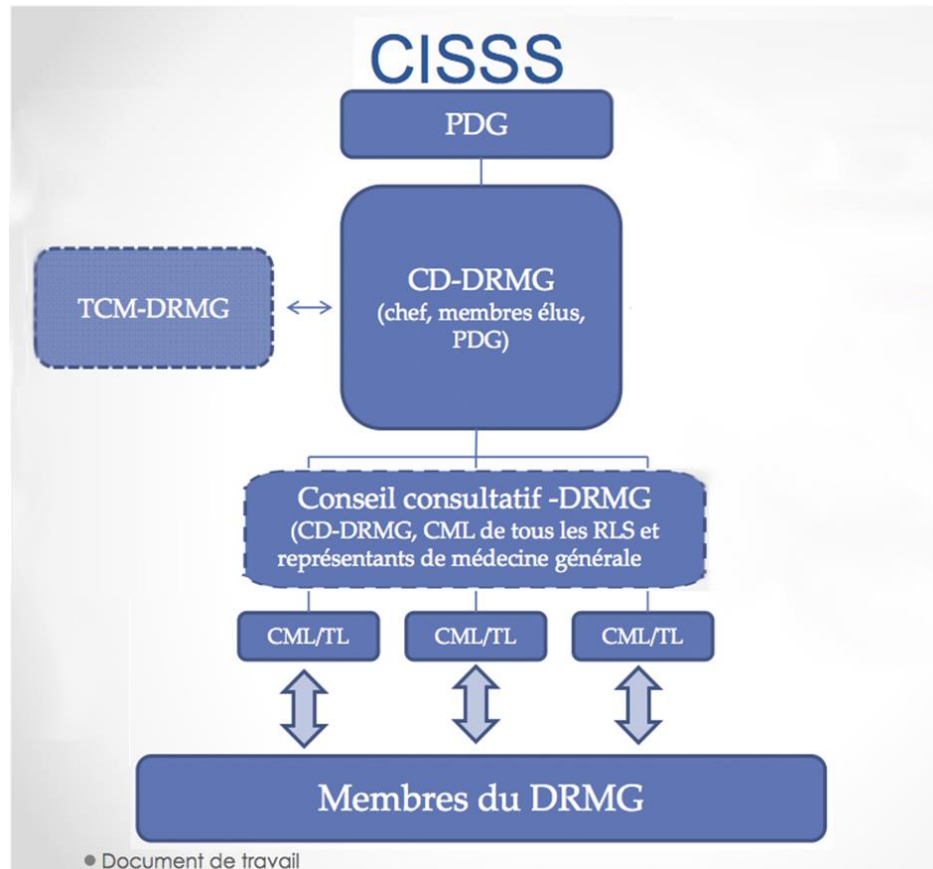 CISSS
PDG
CD-DRMG
(chef, membres élus,
PDG)
TCM-DRMG
Conseil consultatif -DRMG
(CD-DRMG, CML de tous les RLS et
représentants de médecine générale
CML/TL
CML/TL
CML/TL
Membres du DRMG
• Document de travail